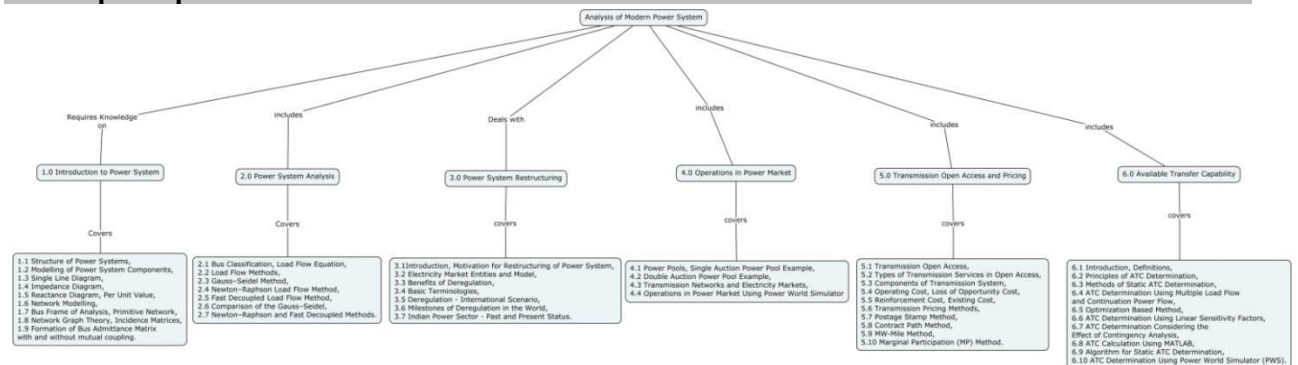 Analysis of Modern Power System
Requires Knowledge
on
includes
Deals with
includes
includes
includes
1.0 Introduction to Power System
2.0 Power System Analysis
3.0 Power System Restructuring
4.0 Operations in Power Market
5.0 Transmission Open Access and Pricing
6.0 Available Transfer Capability
Covers
Covers
covers
covers
covers
covers
1.1 Structure of Power Systems,
1.2 Modelling of Power System Components,
1.3 Single Line Diagram,
1.4 Impedance Diagram,
1.5 Reactance Diagram, Per Unit Value,
1.6 Network Modelling,
1.7 Bus Frame of Analysis, Primitive Network,
1.8 Network Graph Theory, Incidence Matrices,
1.9 Formation of Bus Admittance Matrix
with and without mutual coupling.
2.1 Bus Classification, Load Flow Equation,
2.2 Load Flow Methods,
2.3 Gauss–Seidel Method,
2.4 Newton–Raphson Load Flow Method,
2.5 Fast Decoupled Load Flow Method,
2.6 Comparison of the Gauss–Seidel,
2.7 Newton–Raphson and Fast Decoupled Methods.
3.1Introduction, Motivation for Restructuring of Power System,
3.2 Electricity Market Entities and Model,
3.3 Benefits of Deregulation,
3.4 Basic Terminologies,
3.5 Deregulation - International Scenario,
3.6 Milestones of Deregulation in the World,
3.7 Indian Power Sector - Past and Present Status.
4.1 Power Pools, Single Auction Power Pool Example,
4.2 Double Auction Power Pool Example,
4.3 Transmission Networks and Electricity Markets,
4.4 Operations in Power Market Using Power World Simulator
5.1 Transmission Open Access,
5.2 Types of Transmission Services in Open Access,
5.3 Components of Transmission System,
5.4 Operating Cost, Loss of Opportunity Cost,
5.5 Reinforcement Cost, Existing Cost,
5.6 Transmission Pricing Methods,
5.7 Postage Stamp Method,
5.8 Contract Path Method,
5.9 MW-Mile Method,
5.10 Marginal Participation (MP) Method.
6.1 Introduction, Definitions,
6.2 Principles of ATC Determination,
6.3 Methods of Static ATC Determination,
6.4 ATC Determination Using Multiple Load Flow
and Continuation Power Flow,
6.5 Optimization Based Method,
6.6 ATC Determination Using Linear Sensitivity Factors,
6.7 ATC Determination Considering the
Effect of Contingency Analysis,
6.8 ATC Calculation Using MATLAB,
6.9 Algorithm for Static ATC Determination,
6.10 ATC Determination Using Power World Simulator (PWS).